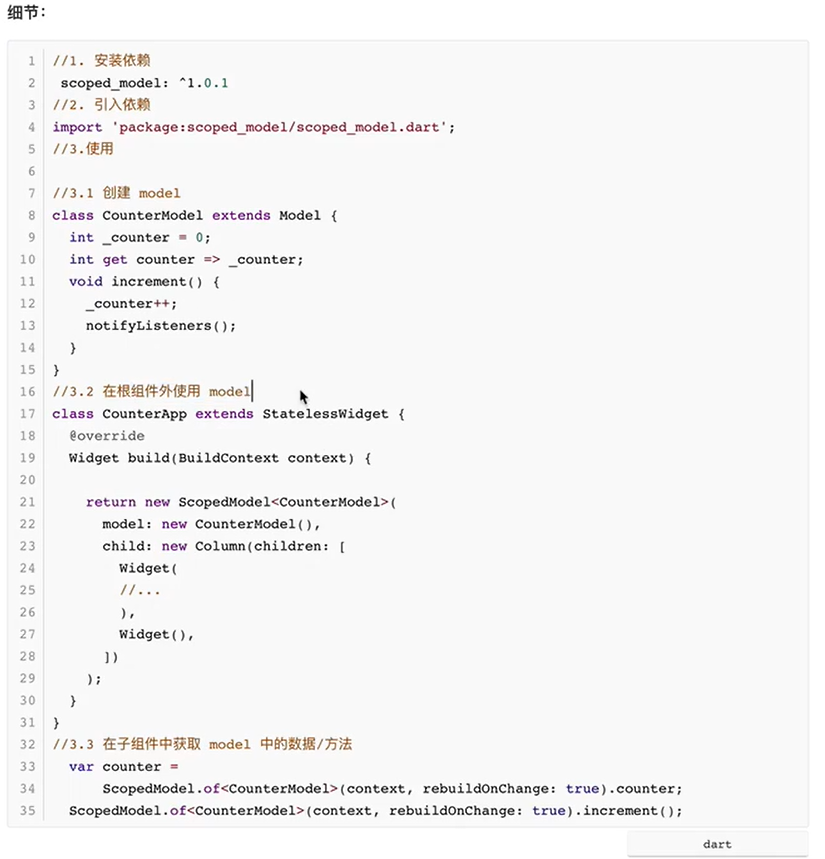 细节：
1 //1. 安装依赖
2 scoped_model: ^1.0.1
3 //2. 引入依赖
4 import 'package:scoped_model/scoped_model.dart';
5 //3.使用
6
7 //3.1 创建 model
8 class CounterModel extends Model {
9 int _counter = 0;
10 int get counter => _counter;
11 void increment() {
12 _counter++;
13 notifyListeners();
14 }
15 }
16 //3.2 在根组件外使用 model
17 class CounterApp extends StatelessWidget {
18 @override
19 Widget build(BuildContext context) {
20
21 return new ScopedModel<CounterModel>(
22 model: new CounterModel(),
23 child: new Column(children: [
24 Widget(
25 //...
26 ),
27 Widget(),
28 ])
29 );
30 }
31 }
32 //3.3 在子组件中获取 model 中的数据/方法
33 var counter =
34 ScopedModel.of<CounterModel>(context, rebuildOnChange: true).counter;
35 ScopedModel.of<CounterModel>(context, rebuildOnChange: true).increment();
dart